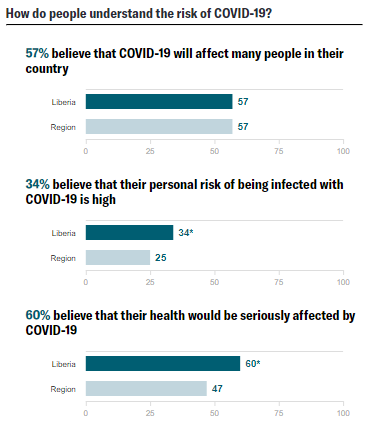 How do people understand the risk of COVID-19?
57% believe that COVID-19 will affect many people in their
country
Liberia 57
Region 57
0 25 50 75 100
34% believe that their personal risk of being infected with
COVID-19 is high
Liberia 34*
Region 25
0 25 50 75 100
60% believe that their health would be seriously affected by
COVID-19
Liberia 60*
Region 47
0 25 50 75 100